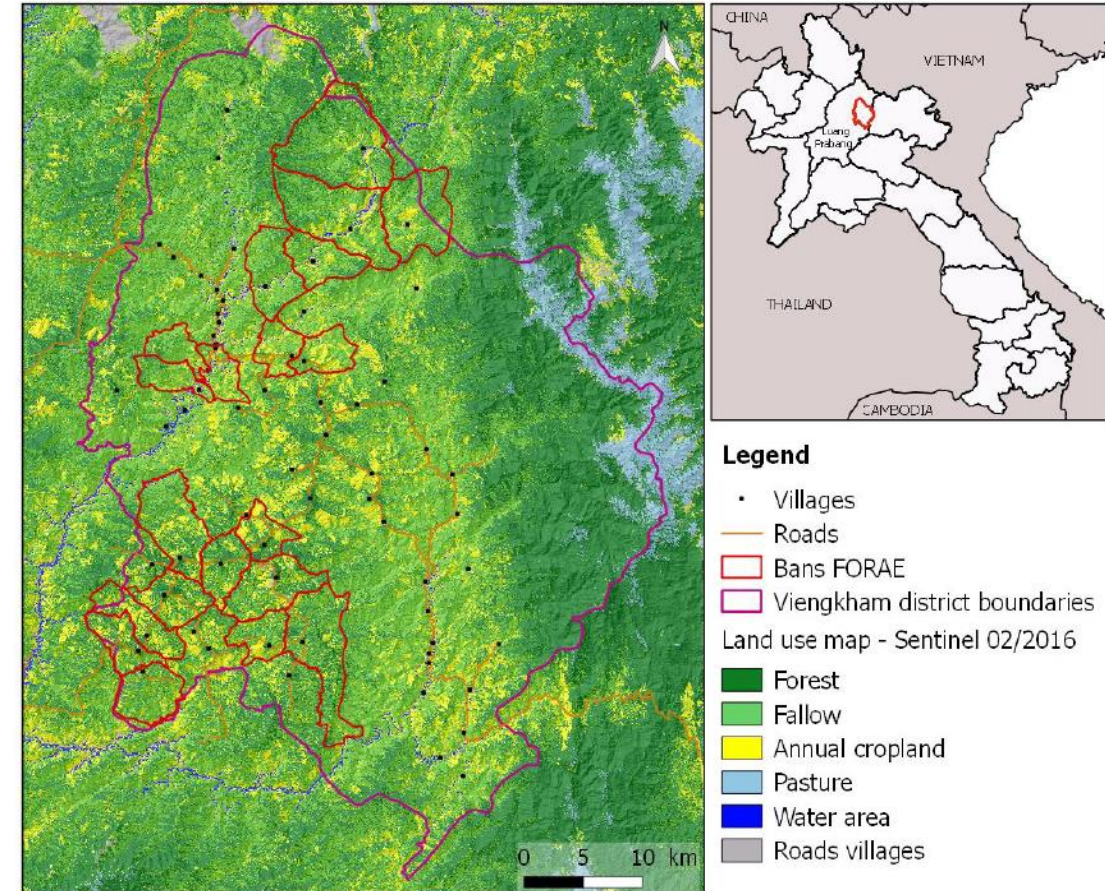 N
0 5 10 km
CHINA
VIETNAM
Luang
Prabang
THAILAND
CAMBODIA
Legend
Villages
Roads
Bans FORAE
Viengkham district boundaries
Land use map - Sentinel 02/2016
Forest
Fallow
Annual cropland
Pasture
Water area
Roads villages